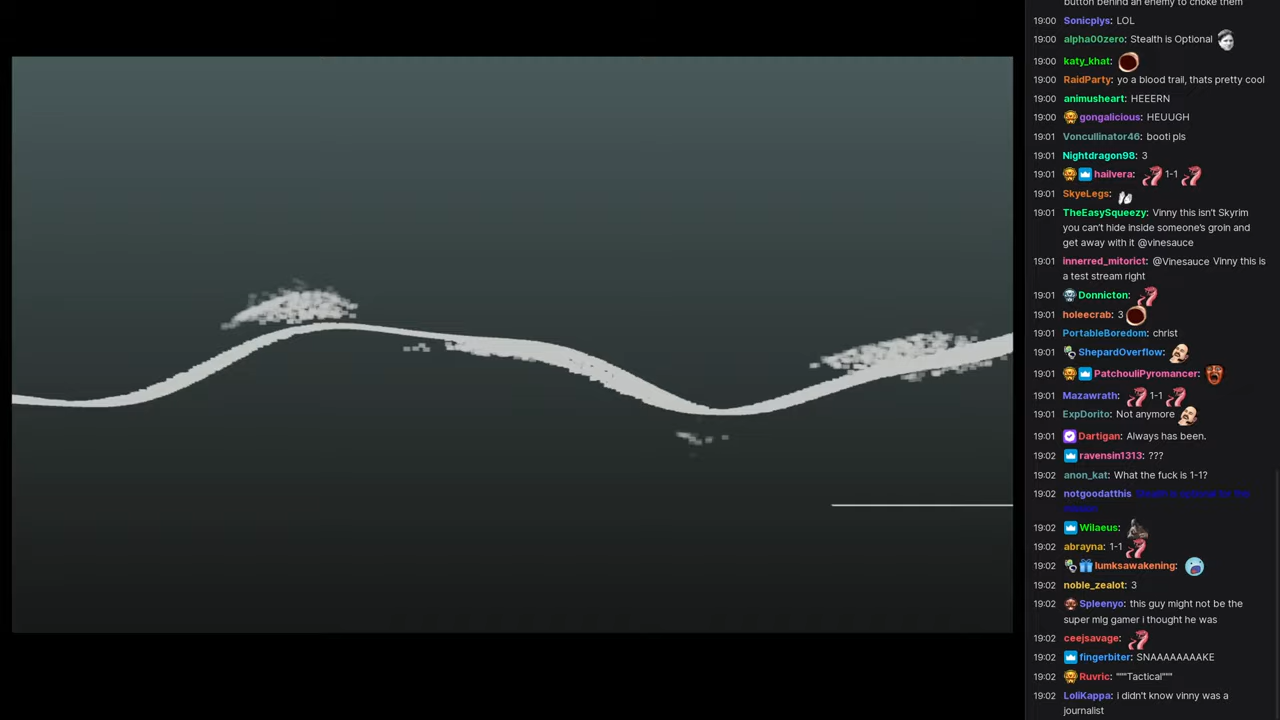 button behind an enemy to choke them
19:00 Sonicplys: LOL
19:00 alpha00zero: Stealth is Optional
19:00 katy_khat:
19:00 RaidParty: yo a blood trail, thats pretty cool
19:00 animusheart: HEEERN
19:00 gongalicious: HEUUGH
19:01 Voncullinator46: booti pls
19:01 Nightdragon98: 3
19:01 hailvera: 1-1
19:01 SkyeLegs:
19:01 TheEasySqueezy: Vinny this isn't Skyrim
you can't hide inside someone's groin and
get away with it @vinesauce
19:01 innerred_mitorict: @Vinesauce Vinny this is
a test stream right
19:01 Donnicton:
19:01 holeecrab: 3
19:01 PortableBoredom: christ
19:01 ShepardOverflow:
19:01 PatchouliPyromancer:
19:01 Mazawrath: 1-1
19:01 ExpDorito: Not anymore
19:01 Dartigan: Always has been.
19:02 ravensin1313: ???
19:02 anon_kat: What the fuck is 1-1?
19:02 notgoodatthis Stealth is optional for this
19:02 Wilaeus:
19:02 abrayna: 1-1
19:02 lumksawakening:
19:02 noble_zealot: 3
19:02 Spleenyo: this guy might not be the
super mlg gamer i thought he was
19:02 ceejsavage:
19:02 fingerbiter: SNAAAAAAAAKE
19:02 Ruvric: """Tactical"""
19:02 LoliKappa: i didn't know vinny was a
journalist